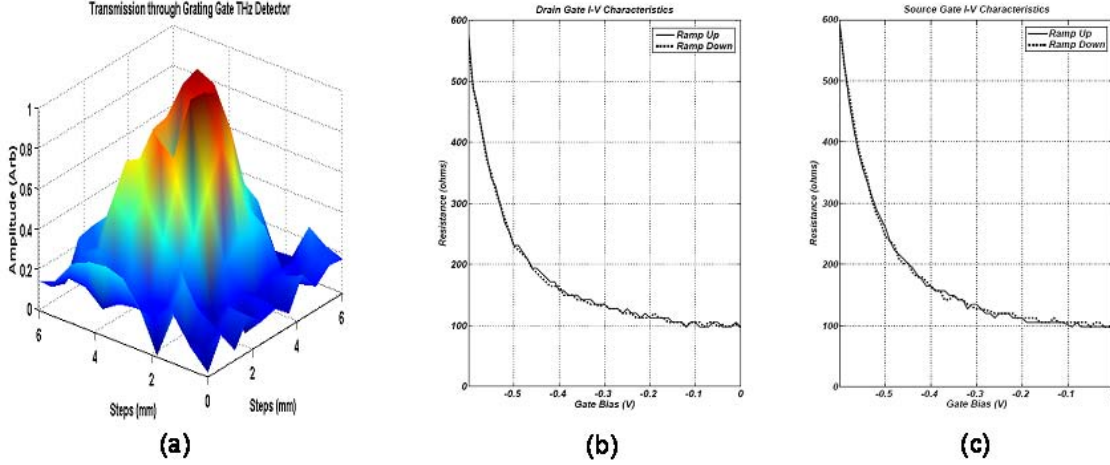 Transmission through Grating Gate THz Detector
Amplitude (Arb)
1
0.8
0.6
0.4
0.2
0
6
4
2
0
2
4
6
Steps (mm)
Steps (mm)
(a)
Drain Gate I-V Characteristics
Ramp Up
Ramp Down
Resistance (ohms)
600
500
400
300
200
100
0
-0.5
-0.4
-0.3
-0.2
-0.1
0
Gate Bias (V)
(b)
Source Gate I-V Characteristics
Ramp Up
Ramp Down
Resistance (ohms)
600
500
400
300
200
100
0
-0.5
-0.4
-0.3
-0.2
-0.1
Gate Bias (V)
(c)